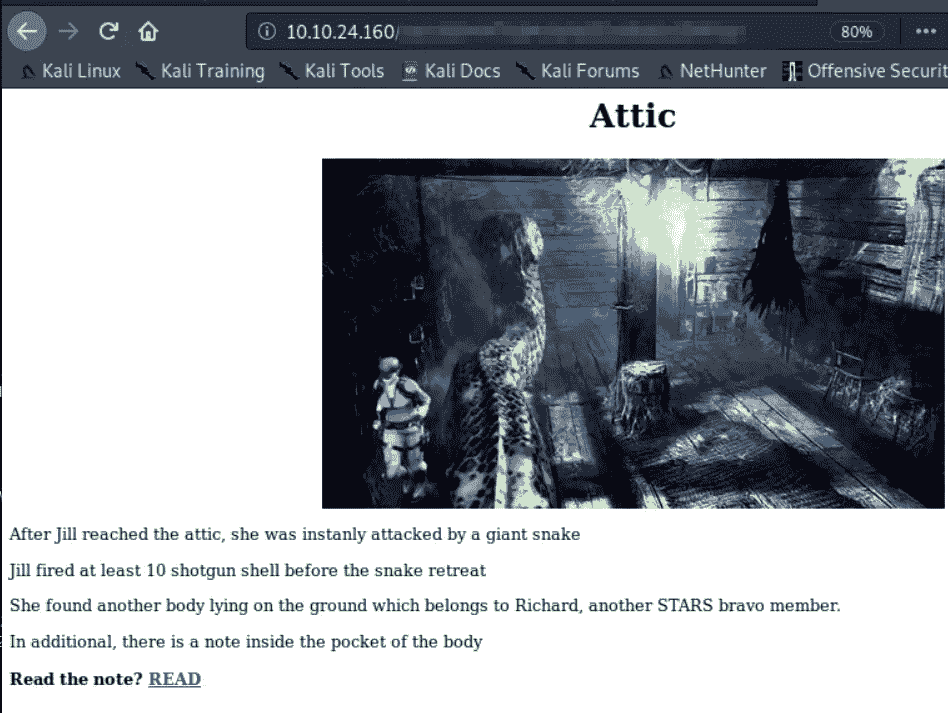 10.10.24.160/
80%
Kali Linux Kali Training Kali Tools Kali Docs Kali Forums NetHunter Offensive Securit
Attic
After Jill reached the attic, she was instanly attacked by a giant snake
Jill fired at least 10 shotgun shell before the snake retreat
She found another body lying on the ground which belongs to Richard, another STARS bravo member.
In additional, there is a note inside the pocket of the body
Read the note? READ